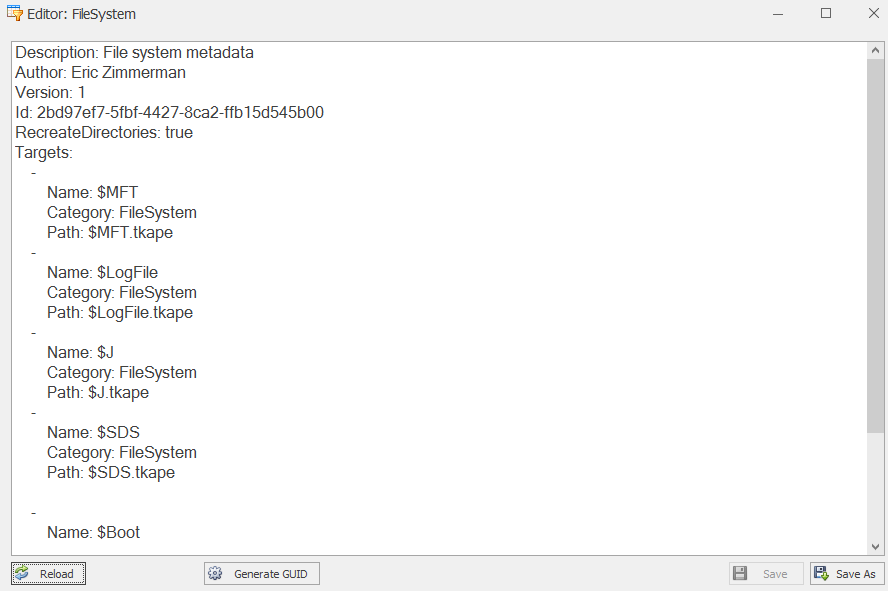 Editor: FileSystem
Description: File system metadata
Author: Eric Zimmerman
Version: 1
Id: 2bd97ef7-5fbf-4427-8ca2-ffb15d545b00
RecreateDirectories: true
Targets:
-
Name: $MFT
Category: FileSystem
Path: $MFT.tkape
-
Name: $LogFile
Category: FileSystem
Path: $LogFile.tkape
-
Name: $J
Category: FileSystem
Path: $J.tkape
-
Name: $SDS
Category: FileSystem
Path: $SDS.tkape
-
Name: $Boot
Reload Generate GUID Save Save As